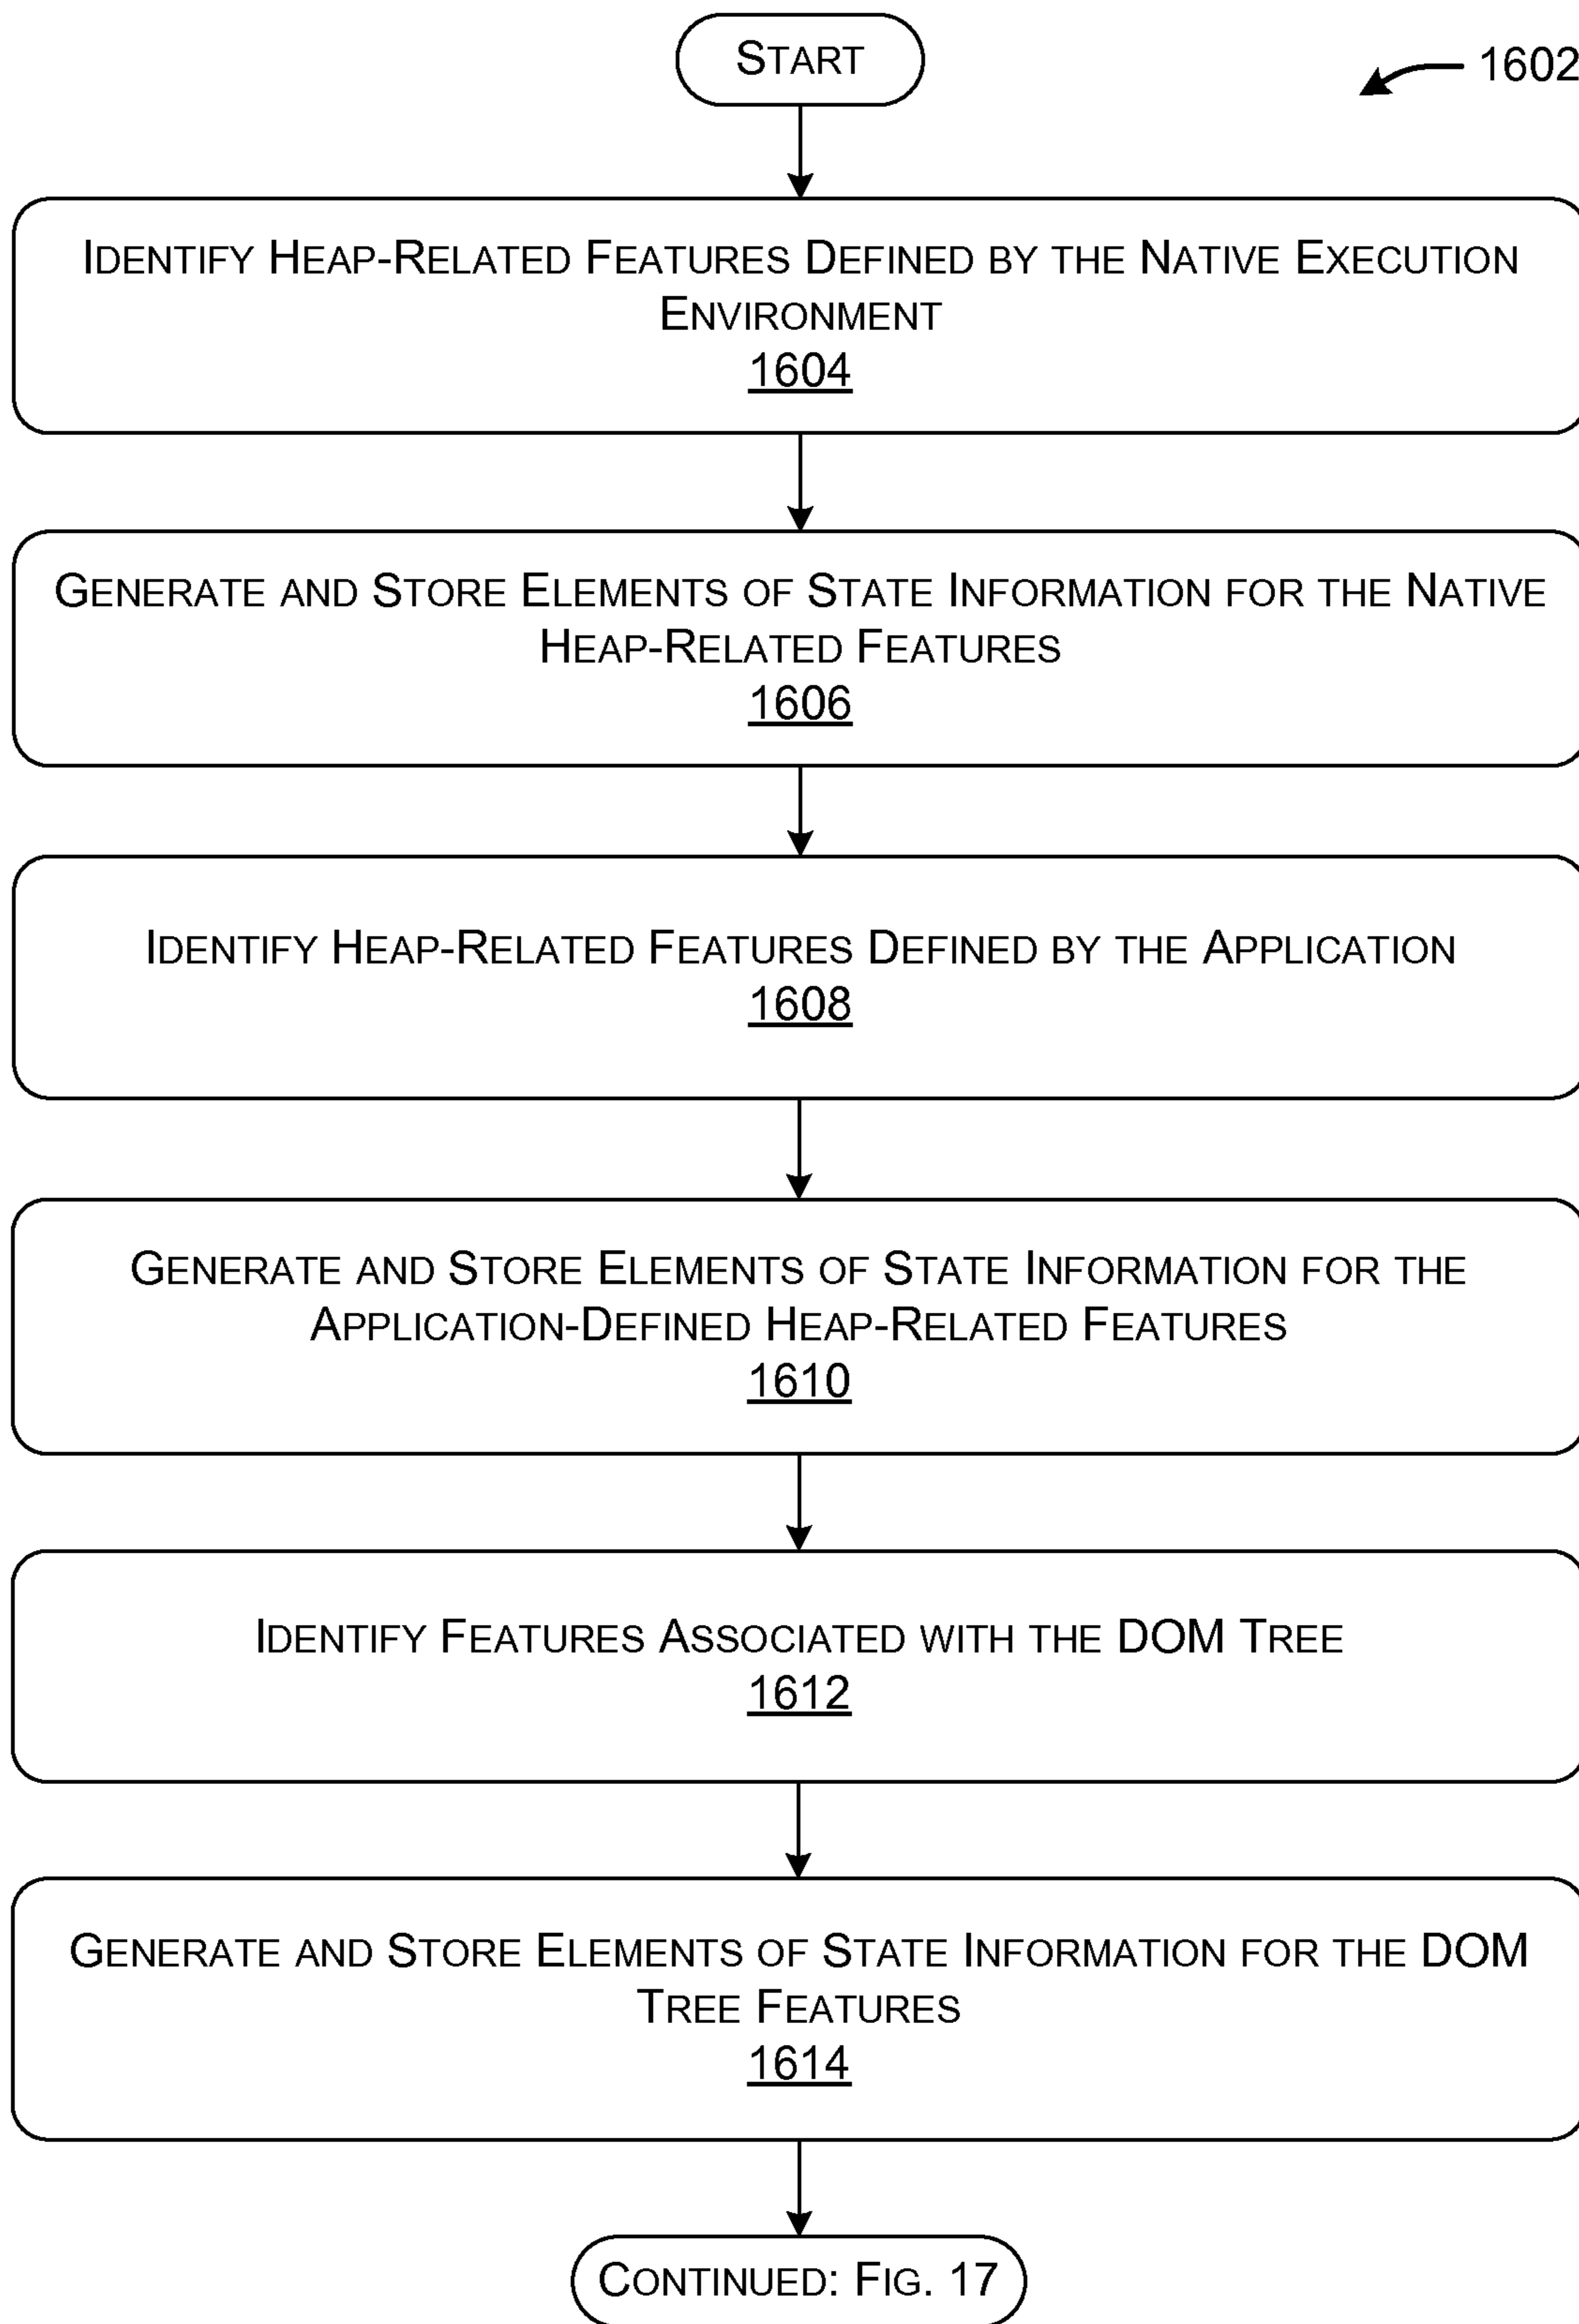 START
1602
IDENTIFY HEAP-RELATED FEATURES DEFINED BY THE NATIVE EXECUTION
ENVIRONMENT
1604
GENERATE AND STORE ELEMENTS OF STATE INFORMATION FOR THE NATIVE
HEAP-RELATED FEATURES
1606
IDENTIFY HEAP-RELATED FEATURES DEFINED BY THE APPLICATION
1608
GENERATE AND STORE ELEMENTS OF STATE INFORMATION FOR THE
APPLICATION-DEFINED HEAP-RELATED FEATURES
1610
IDENTIFY FEATURES ASSOCIATED WITH THE DOM TREE
1612
GENERATE AND STORE ELEMENTS OF STATE INFORMATION FOR THE DOM
TREE FEATURES
1614
CONTINUED: FIG. 17